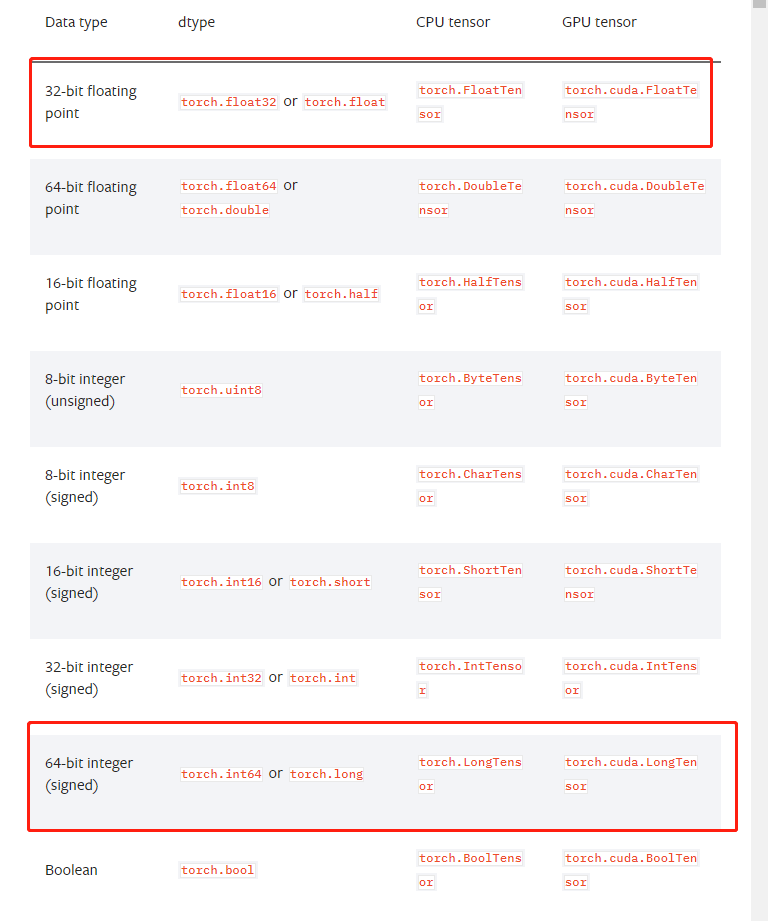 Data type dtype CPU tensor GPU tensor
32-bit floating point torch.float32 or torch.float torch.FloatTensor torch.cuda.FloatTensor
64-bit floating point torch.float64 or torch.double torch.DoubleTensor torch.cuda.DoubleTensor
16-bit floating point torch.float16 or torch.half torch.HalfTensor torch.cuda.HalfTensor
8-bit integer (unsigned) torch.uint8 torch.ByteTensor torch.cuda.ByteTensor
8-bit integer (signed) torch.int8 torch.CharTensor torch.cuda.CharTensor
16-bit integer (signed) torch.int16 or torch.short torch.ShortTensor torch.cuda.ShortTensor
32-bit integer (signed) torch.int32 or torch.int torch.IntTensor torch.cuda.IntTensor
64-bit integer (signed) torch.int64 or torch.long torch.LongTensor torch.cuda.LongTensor
Boolean torch.bool torch.BoolTensor torch.cuda.BoolTensor